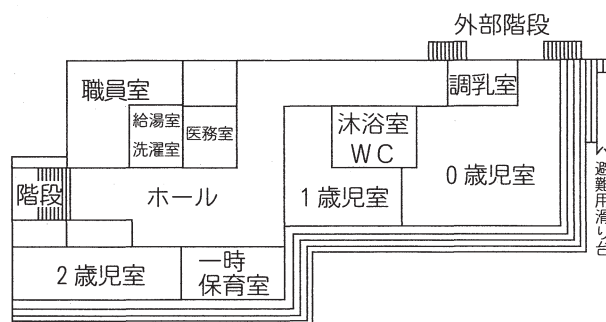 外部階段
職員室
調乳室
給湯室
洗濯室
医務室
沐浴室
WC
0歳児室
階段
ホール
1歳児室
避難用滑り台
2歳児室
一時
保育室